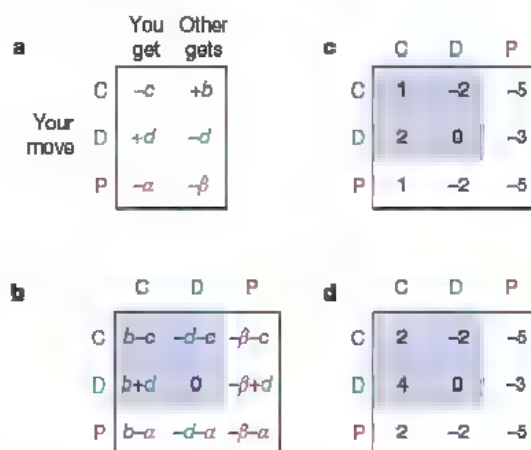 You Other
get gets
a
C –c +b
Your move
D +d –d
P –α –β
c
C D P
C 1 –2 –5
D 2 0 –3
P 1 –2 –5
b
C D P
C b–c –d–c –β–c
D b+d 0 –β+d
P b–α –d–α –β–α
d
C D P
C 2 –2 –5
D 4 0 –3
P 2 –2 –5